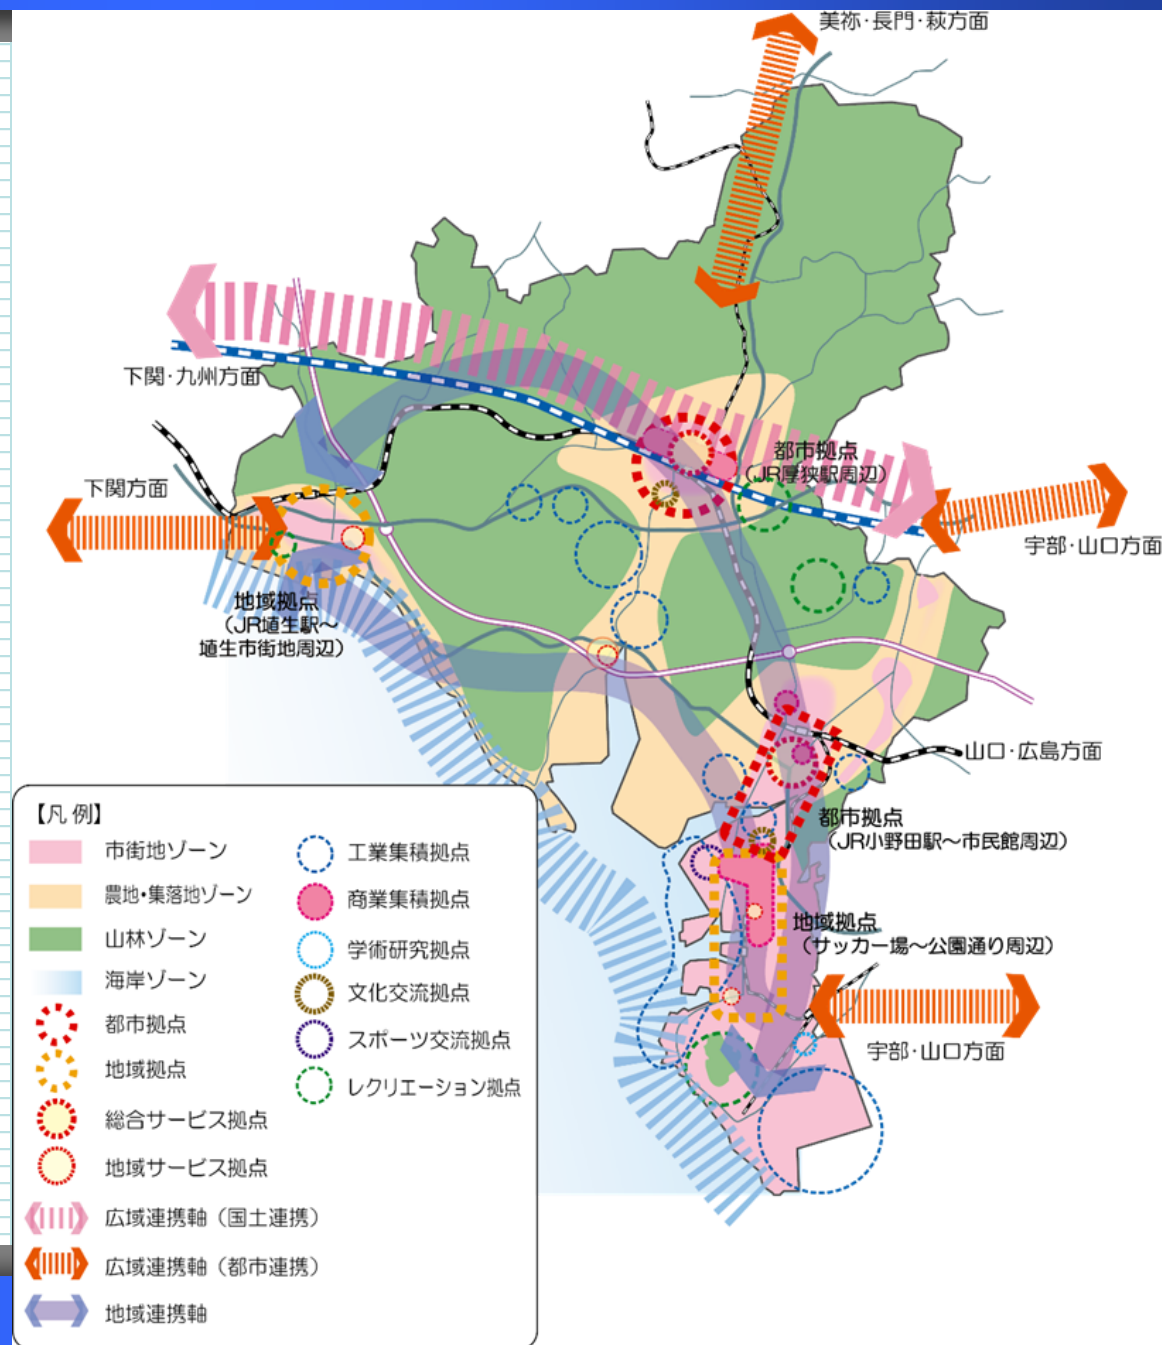 美祢・長門・萩方面
下関・九州方面
都市拠点
（JR厚狭駅周辺）
下関方面
宇部・山口方面
地域拠点
（JR埴生駅〜
埴生市街地周辺）
山口・広島方面
都市拠点
（JR小野田駅〜市民館周辺）
地域拠点
（サッカー場〜公園通り周辺）
宇部・山口方面
【凡例】
市街地ゾーン
農地・集落地ゾーン
山林ゾーン
海岸ゾーン
都市拠点
地域拠点
総合サービス拠点
地域サービス拠点
広域連携軸（国土連携）
広域連携軸（都市連携）
地域連携軸
工業集積拠点
商業集積拠点
学術研究拠点
文化交流拠点
スポーツ交流拠点
レクリエーション拠点